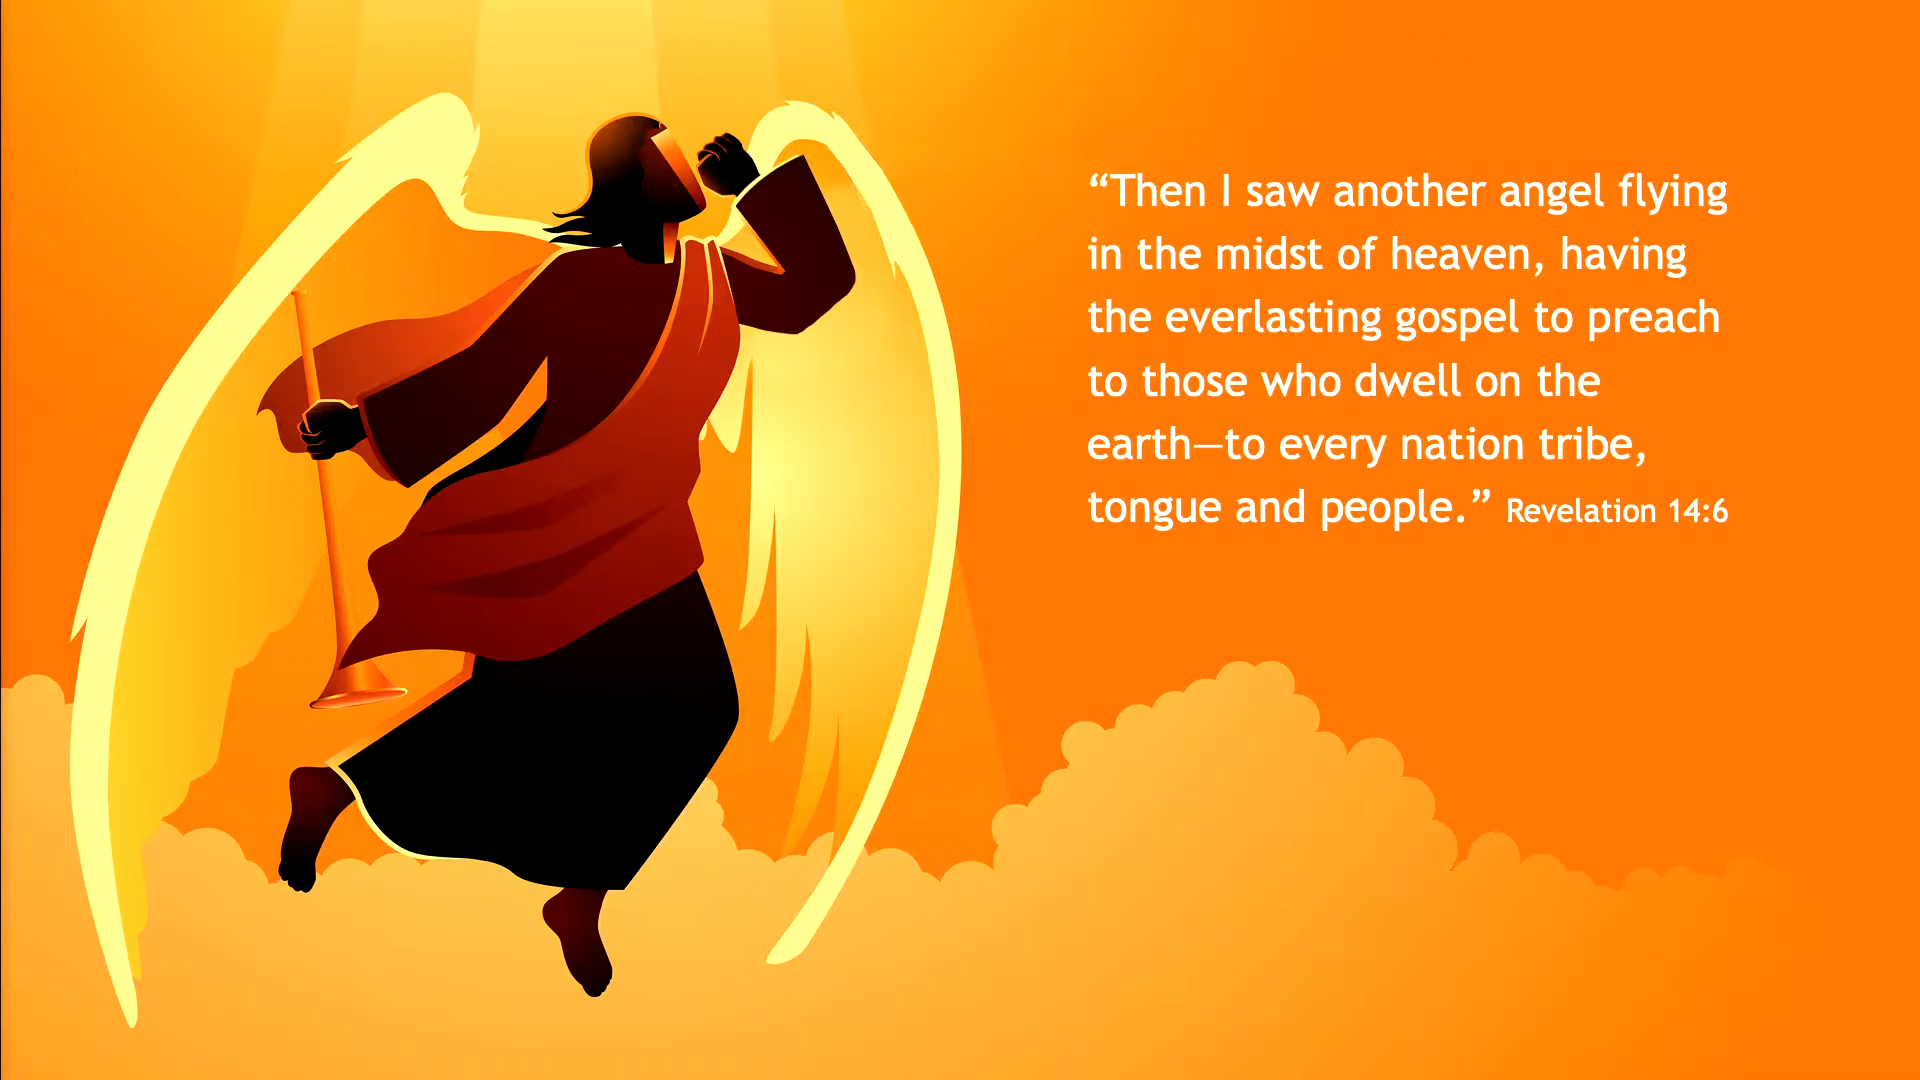 “Then I saw another angel flying
in the midst of heaven, having
the everlasting gospel to preach
to those who dwell on the
earth—to every nation tribe,
tongue and people.” Revelation 14:6